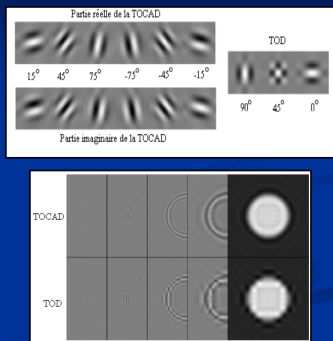 Partie réelle de la TOCAD
TOD
15° 45° 75° -75° -45° -15°
90° 45° 0°
Partie imaginaire de la TOCAD
TOCAD
TOD